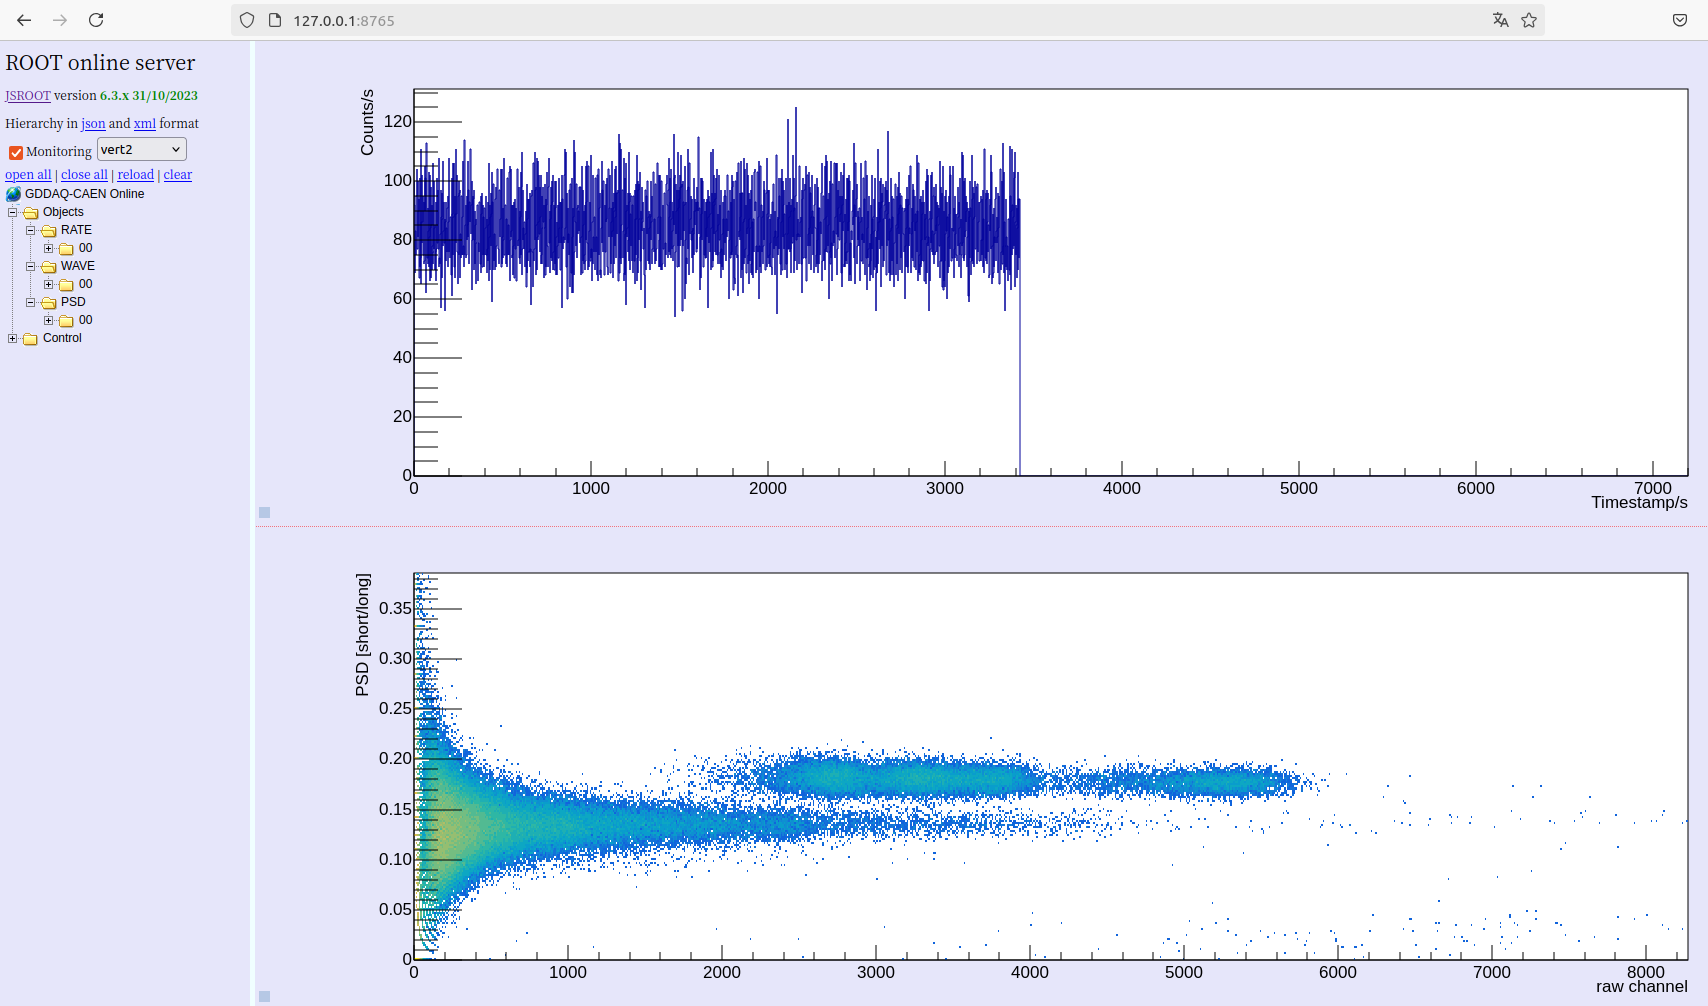 127.0.0.1:8765
ROOT online server
JSROOT version 6.3.x 31/10/2023
Hierarchy in json and xml format
Monitoring vert2
open all | close all | reload | clear
GDDAQ-CAEN Online
Objects
RATE
00
WAVE
00
PSD
00
Control
Counts/s
120
100
80
60
40
20
0
0 1000 2000 3000 4000 5000 6000 7000
Timestamp/s
PSD [short/long]
0.35
0.30
0.25
0.20
0.15
0.10
0.05
0
0 1000 2000 3000 4000 5000 6000 7000 8000
raw channel